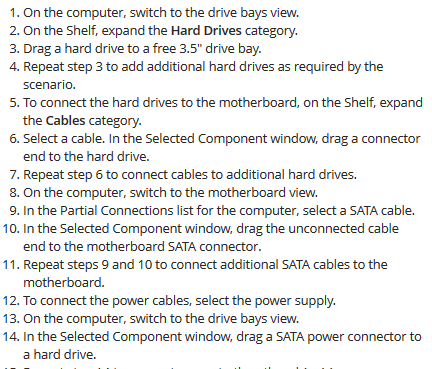 1. On the computer, switch to the drive bays view.
2. On the Shelf, expand the Hard Drives category.
3. Drag a hard drive to a free 3.5" drive bay.
4. Repeat step 3 to add additional hard drives as required by the
scenario.
5. To connect the hard drives to the motherboard, on the Shelf, expand
the Cables category.
6. Select a cable. In the Selected Component window, drag a connector
end to the hard drive.
7. Repeat step 6 to connect cables to additional hard drives.
8. On the computer, switch to the motherboard view.
9. In the Partial Connections list for the computer, select a SATA cable.
10. In the Selected Component window, drag the unconnected cable
end to the motherboard SATA connector.
11. Repeat steps 9 and 10 to connect additional SATA cables to the
motherboard.
12. To connect the power cables, select the power supply.
13. On the computer, switch to the drive bays view.
14. In the Selected Component window, drag a SATA power connector to
a hard drive.